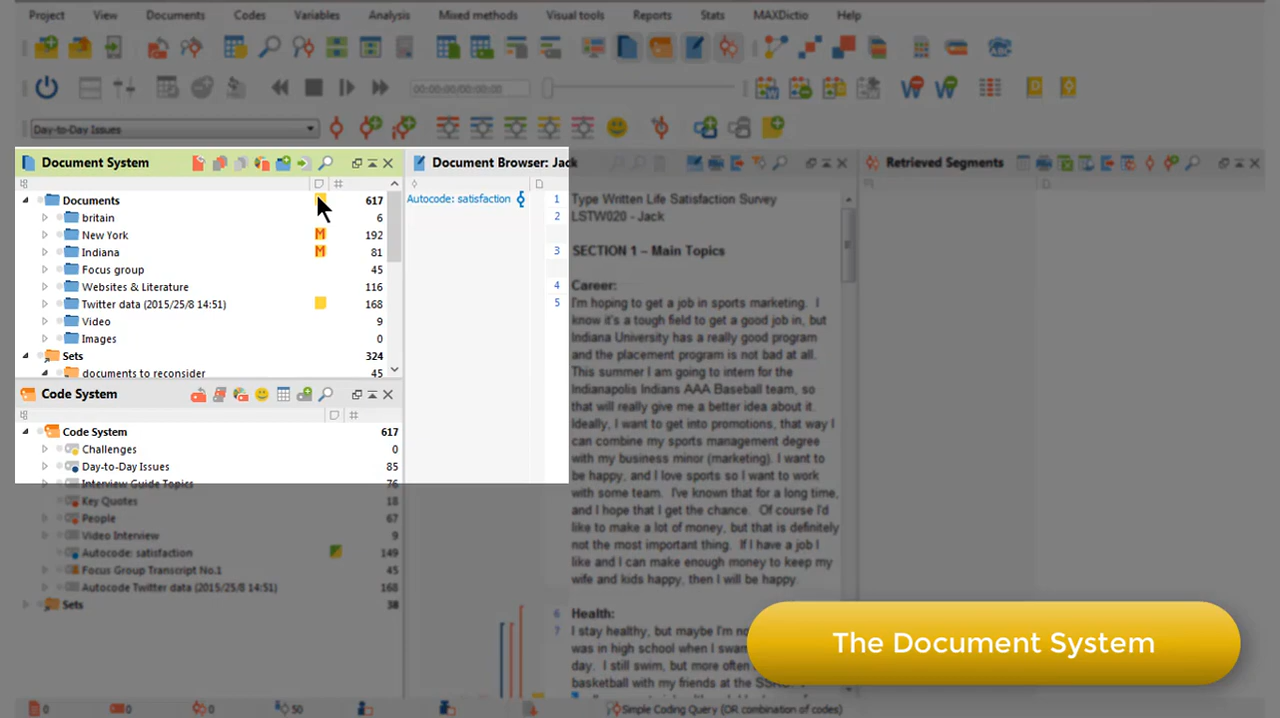 Project View Documents Codes Variables Analysis Mixed methods Visual tools Reports Stats MAXDictio Help
00:00:00/00:00:00
Day-to-Day Issues
Document System
Documents 617
britain 6
New York M 192
Indiana M 81
Focus group 45
Websites & Literature 116
Twitter data (2015/25/8 14:51) 168
Video 9
Images 0
Sets 324
documents to reconsider 45
Code System
Code System 617
Challenges 0
Day-to-Day Issues 85
Interview Guide Topics 76
Key Quotes 18
People 67
Video Interview 9
Autocode: satisfaction 149
Focus Group Transcript No.1 45
Autocode Twitter data (2015/25/8 14:51) 168
Sets 38
Document Browser: Jack
Autocode: satisfaction
1 Type Written Life Satisfaction Survey
2 LSTW020 - Jack
3 SECTION 1 – Main Topics
4 Career:
5 I'm hoping to get a job in sports marketing. I
know it's a tough field to get a good job in, but
Indiana University has a really good program
and the placement program is not bad at all.
This summer I am going to intern for the
Indianapolis Indians AAA Baseball team, so
that will really give me a better idea about it.
Ideally, I want to get into promotions, that way I
can combine my sports management degree
with my business minor (marketing). I want to
be happy, and I love sports so I want to work
with some team. I've known that for a long time,
and I hope that I get the chance. Of course I'd
like to make a lot of money, but that is definitely
not the most important thing. If I have a job I
like and I can make enough money to keep my
wife and kids happy, then I will be happy.
6 Health:
7 I stay healthy, but maybe I'm no
was in high school when I swam
day. I still swim, but more often
basketball with my friends at the
Retrieved Segments
The Document System
0 0 0 50
Simple Coding Query (OR combination of codes)